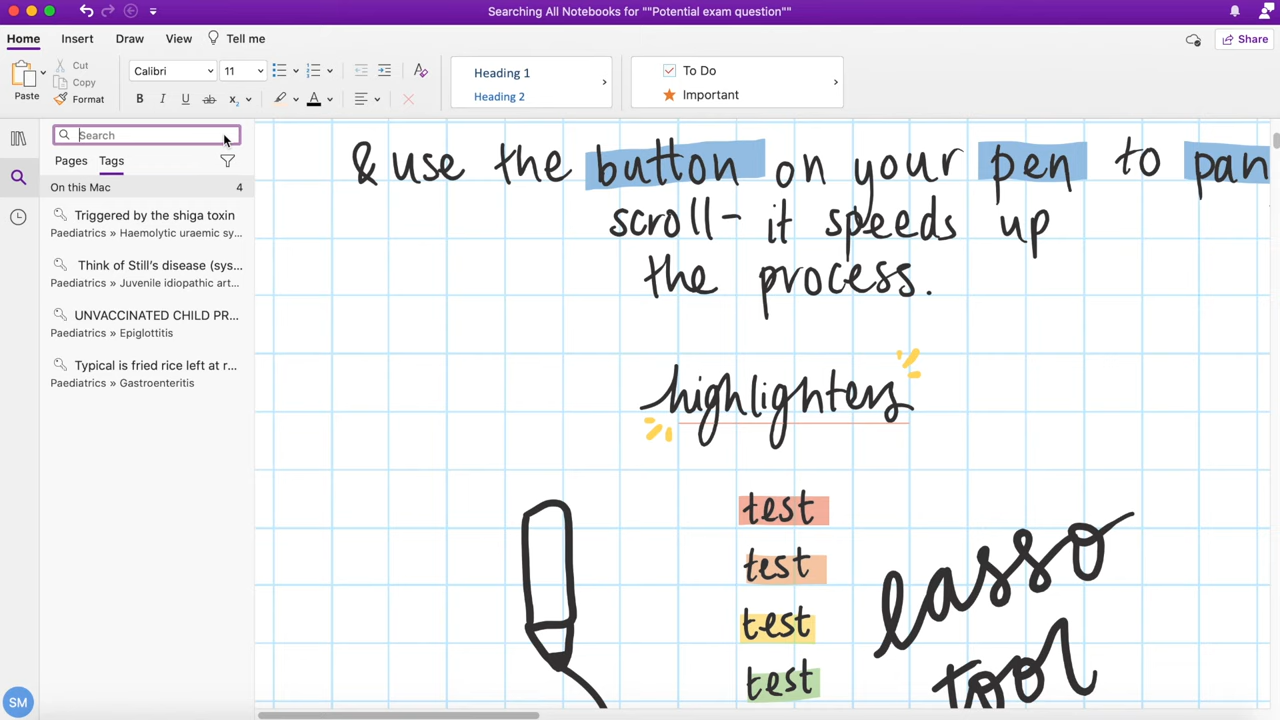 Searching All Notebooks for ""Potential exam question""
Home Insert Draw View Tell me
Share
Paste
Cut
Copy
Format
Calibri 11
B I U ab x₂ A
Heading 1
Heading 2
To Do
Important
Search
Pages Tags
On this Mac 4
Triggered by the shiga toxin
Paediatrics » Haemolytic uraemic sy...
Think of Still's disease (sys...
Paediatrics » Juvenile idiopathic art...
UNVACCINATED CHILD PR...
Paediatrics » Epiglottitis
Typical is fried rice left at r...
Paediatrics » Gastroenteritis
SM
& use the button on your pen to pan
scroll- it speeds up
the process.
highlighters
test
test
test
test
lasso
tool